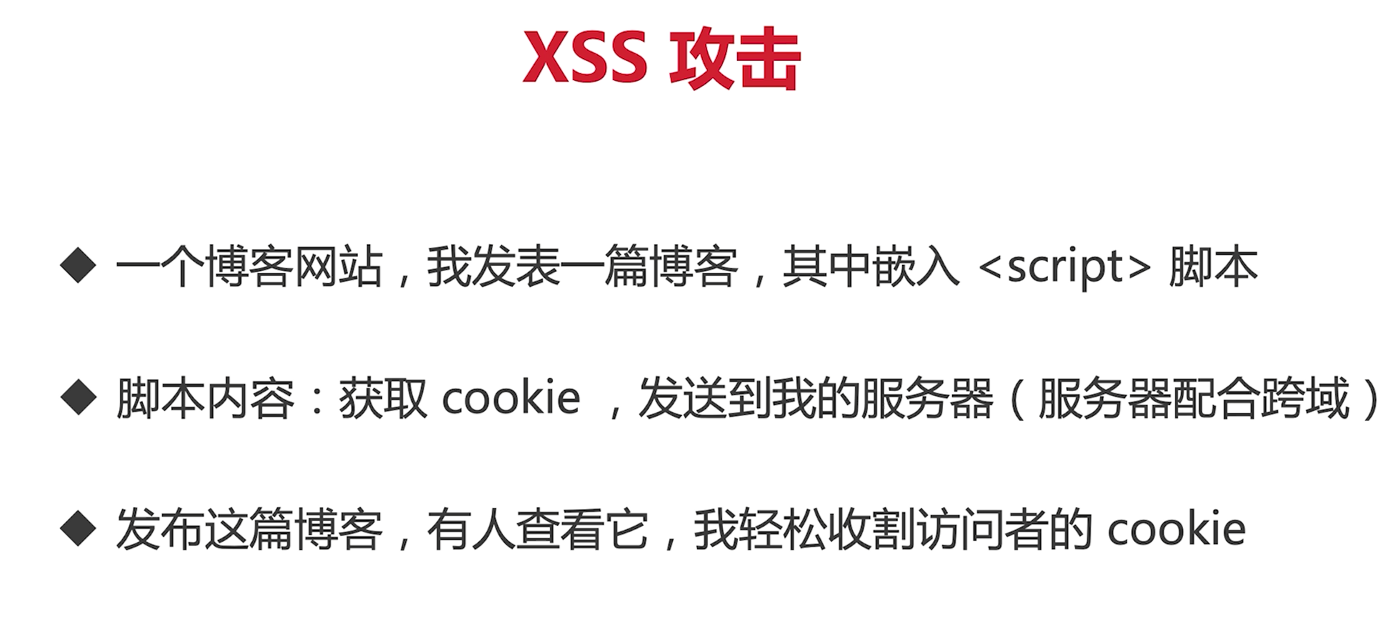 XSS 攻击
◆ 一个博客网站，我发表一篇博客，其中嵌入 <script> 脚本
◆ 脚本内容：获取 cookie ，发送到我的服务器（服务器配合跨域）
◆ 发布这篇博客，有人查看它，我轻松收割访问者的 cookie